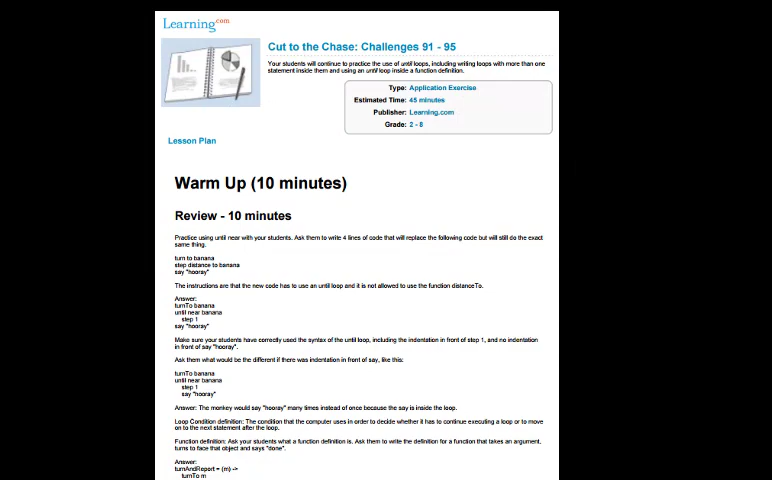 Learning.com
Cut to the Chase: Challenges 91 - 95
Your students will continue to practice the use of until loops, including writing loops with more than one
statement inside them and using an until loop inside a function definition.
Type: Application Exercise
Estimated Time: 45 minutes
Publisher: Learning.com
Grade: 2 - 8
Lesson Plan
Warm Up (10 minutes)
Review - 10 minutes
Practice using until near with your students. Ask them to write 4 lines of code that will replace the following code but will still do the exact
same thing.
turn to banana
step distance to banana
say "hooray"
The instructions are that the new code has to use an until loop and it is not allowed to use the function distanceTo.
Answer:
turnTo banana
until near banana
step 1
say "hooray"
Make sure your students have correctly used the syntax of the until loop, including the indentation in front of step 1, and no indentation
in front of say "hooray".
Ask them what would be the different if there was indentation in front of say, like this:
turnTo banana
until near banana
step 1
say "hooray"
Answer: The monkey would say "hooray" many times instead of once because the say is inside the loop.
Loop Condition definition: The condition that the computer uses in order to decide whether it has to continue executing a loop or to move
on to the next statement after the loop.
Function definition: Ask your students what a function definition is. Ask them to write the definition for a function that takes an argument,
turns to face that object and says "done".
Answer:
turnAndReport = (m) ->
turnTo m